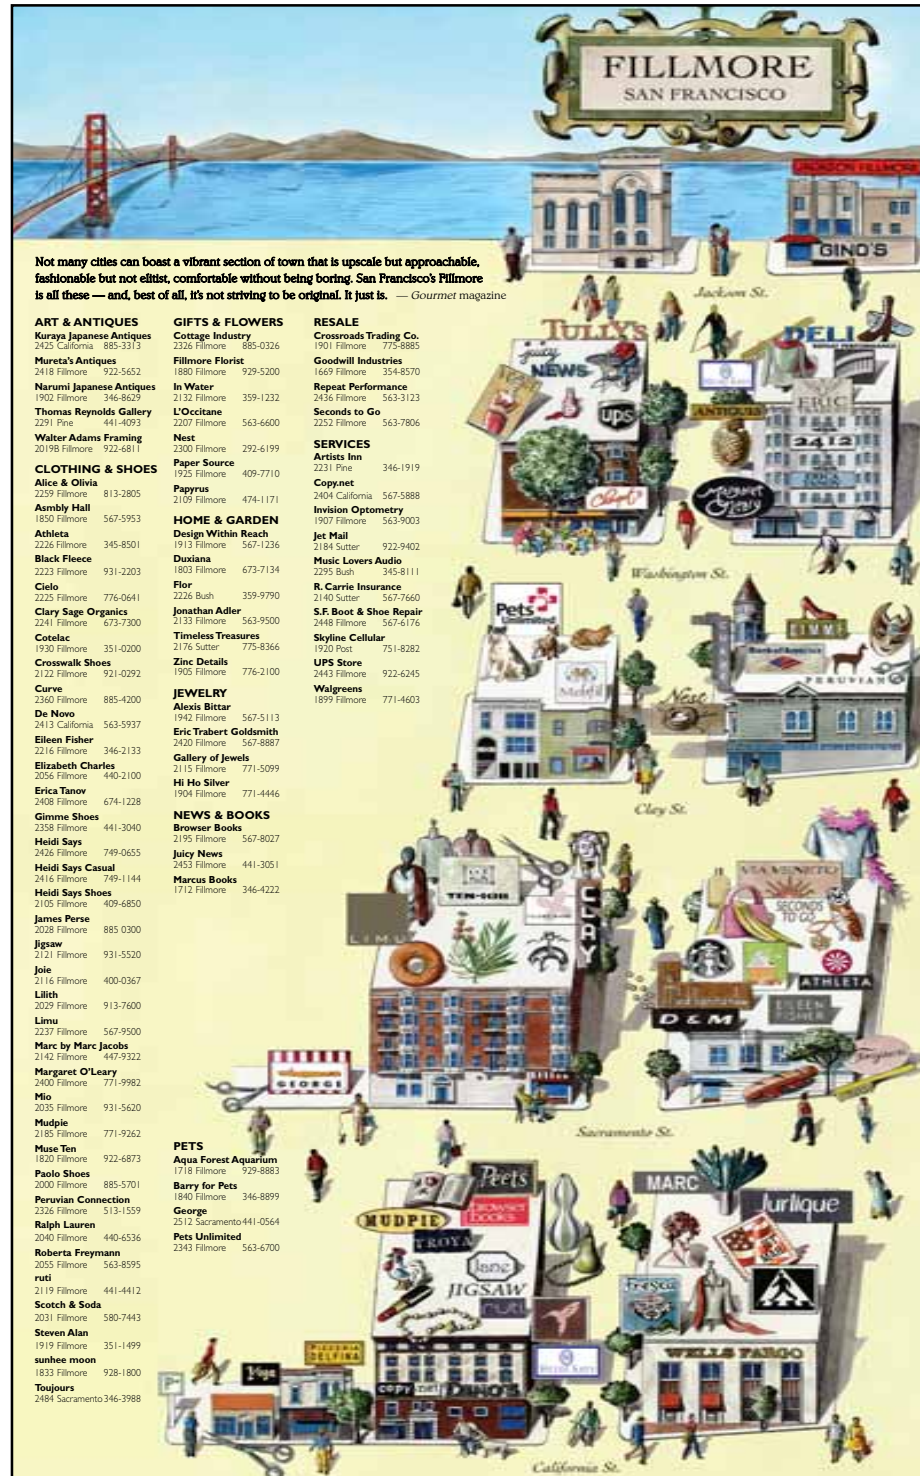 FILLMORE
SAN FRANCISCO
JACKSON FILLMORE
GINO'S
Jackson St.
Not many cities can boast a vibrant section of town that is upscale but approachable,
fashionable but not elitist, comfortable without being boring. San Francisco's Fillmore
is all these — and, best of all, it's not striving to be original. It just is. — Gourmet magazine
ART & ANTIQUES
Kuraya Japanese Antiques
2425 California 885-3313
Mureta's Antiques
2418 Fillmore 922-5652
Narumi Japanese Antiques
1902 Fillmore 346-8629
Thomas Reynolds Gallery
2291 Pine 441-4093
Walter Adams Framing
2019B Fillmore 922-6811
CLOTHING & SHOES
Alice & Olivia
2259 Fillmore 813-2805
Asmbly Hall
1850 Fillmore 567-5953
Athleta
2226 Fillmore 345-8501
Black Fleece
2223 Fillmore 931-2203
Cielo
2225 Fillmore 776-0641
Clary Sage Organics
2241 Fillmore 673-7300
Cotelac
1930 Fillmore 351-0200
Crosswalk Shoes
2122 Fillmore 921-0292
Curve
2360 Fillmore 885-4200
De Novo
2413 California 563-5937
Eileen Fisher
2216 Fillmore 346-2133
Elizabeth Charles
2056 Fillmore 440-2100
Erica Tanov
2408 Fillmore 674-1228
Gimme Shoes
2358 Fillmore 441-3040
Heidi Says
2426 Fillmore 749-0655
Heidi Says Casual
2416 Fillmore 749-1144
Heidi Says Shoes
2105 Fillmore 409-6850
James Perse
2028 Fillmore 885 0300
Jigsaw
2121 Fillmore 931-5520
Joie
2116 Fillmore 400-0367
Lilith
2029 Fillmore 913-7600
Limu
2237 Fillmore 567-9500
Marc by Marc Jacobs
2142 Fillmore 447-9322
Margaret O'Leary
2400 Fillmore 771-9982
Mio
2035 Fillmore 931-5620
Mudpie
2185 Fillmore 771-9262
Muse Ten
1820 Fillmore 922-6873
Paolo Shoes
2000 Fillmore 885-5701
Peruvian Connection
2326 Fillmore 513-1559
Ralph Lauren
2040 Fillmore 440-6536
Roberta Freymann
2055 Fillmore 563-8595
ruti
2119 Fillmore 441-4412
Scotch & Soda
2031 Fillmore 580-7443
Steven Alan
1919 Fillmore 351-1499
sunhee moon
1833 Fillmore 928-1800
Toujours
2484 Sacramento 346-3988
GIFTS & FLOWERS
Cottage Industry
2326 Fillmore 885-0326
Fillmore Florist
1880 Fillmore 929-5200
In Water
2132 Fillmore 359-1232
L'Occitane
2207 Fillmore 563-6600
Nest
2300 Fillmore 292-6199
Paper Source
1925 Fillmore 409-7710
Papyrus
2109 Fillmore 474-1171
HOME & GARDEN
Design Within Reach
1913 Fillmore 567-1236
Duxiana
1803 Fillmore 673-7134
Flor
2226 Bush 359-9790
Jonathan Adler
2133 Fillmore 563-9500
Timeless Treasures
2176 Sutter 775-8366
Zinc Details
1905 Fillmore 776-2100
JEWELRY
Alexis Bittar
1942 Fillmore 567-5113
Eric Trabert Goldsmith
2420 Fillmore 567-8887
Gallery of Jewels
2115 Fillmore 771-5099
Hi Ho Silver
1904 Fillmore 771-4446
NEWS & BOOKS
Browser Books
2195 Fillmore 567-8027
Juicy News
2453 Fillmore 441-3051
Marcus Books
1712 Fillmore 346-4222
PETS
Aqua Forest Aquarium
1718 Fillmore 929-8883
Barry for Pets
1840 Fillmore 346-8899
George
2512 Sacramento 441-0564
Pets Unlimited
2343 Fillmore 563-6700
RESALE
Crossroads Trading Co.
1901 Fillmore 775-8885
Goodwill Industries
1669 Fillmore 354-8570
Repeat Performance
2436 Fillmore 563-3123
Seconds to Go
2252 Fillmore 563-7806
SERVICES
Artists Inn
2231 Pine 346-1919
Copy.net
2404 California 567-5888
Invision Optometry
1907 Fillmore 563-9003
Jet Mail
2184 Sutter 922-9402
Music Lovers Audio
2295 Bush 345-8111
R. Carrie Insurance
2140 Sutter 567-7660
S.F. Boot & Shoe Repair
2448 Fillmore 567-6176
Skyline Cellular
1920 Post 751-8282
UPS Store
2443 Fillmore 922-6245
Walgreens
1899 Fillmore 771-4603
TULLY'S
juicy
NEWS
ups
DELI
ANTIQUES
ERIC
2412
Margaret
O'Leary
Washington St.
Pets
Unlimited
GIMME
Bank of America
PERUVIAN
Nest
Clay St.
TEN-ICHI
LIMU
CLAY
GEORGE
VIA VENETO
SECONDS
TO GO
ATHLETA
EILEEN
FISHER
D & M
Toujours
Sacramento St.
Peet's
MUDPIE
browser
books
TROYA
Jane
JIGSAW
ruti
PIZZERIA
DELFINA
Yoga
copy.net
MARC
Jurlique
Fresca
WELLS FARGO
California St.